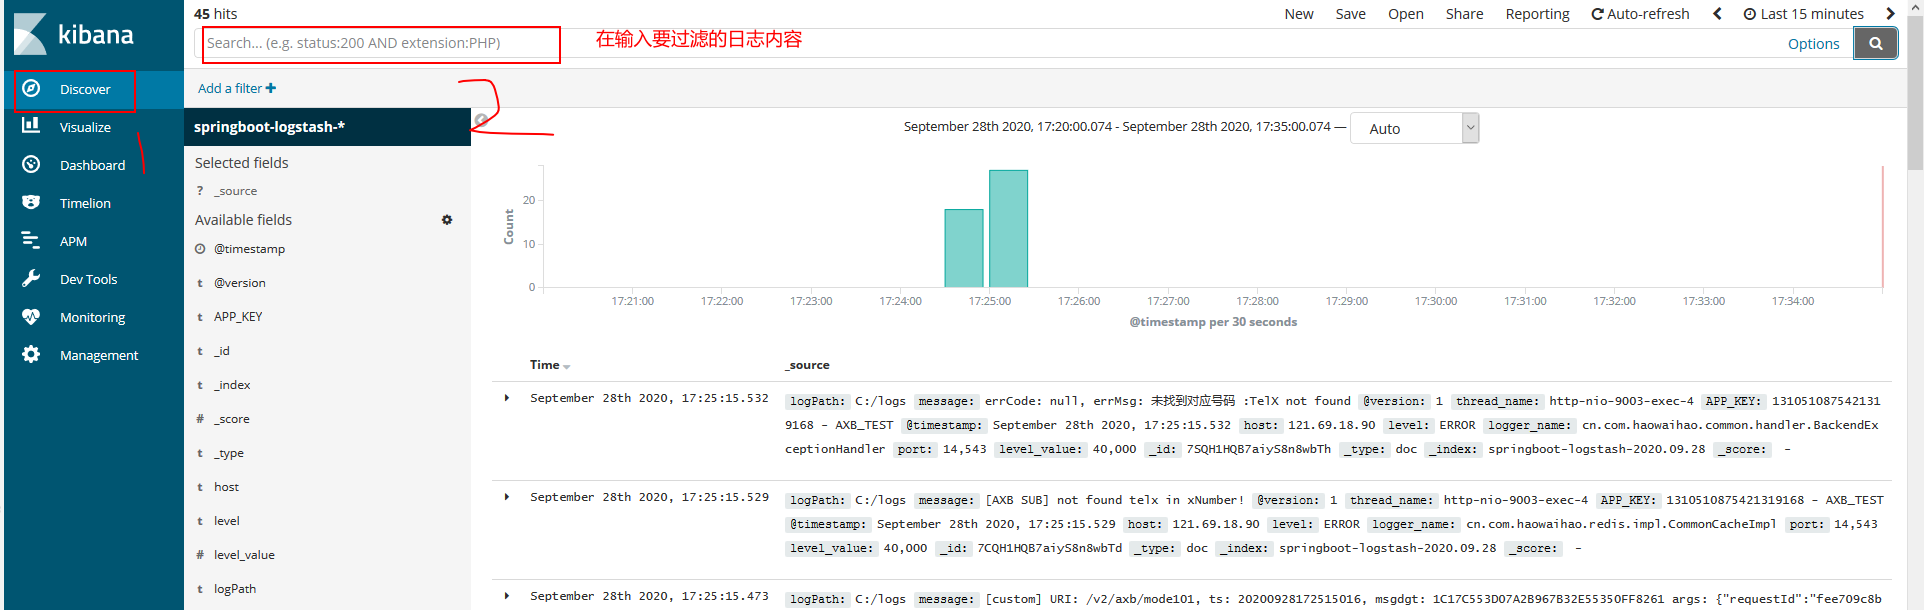 45 hits
New Save Open Share Reporting Auto-refresh Last 15 minutes
kibana
Search... (e.g. status:200 AND extension:PHP)
在输入要过滤的日志内容
Options
Discover
Visualize
Dashboard
Timelion
APM
Dev Tools
Monitoring
Management
Add a filter
springboot-logstash-*
Selected fields
? _source
Available fields
@timestamp
t @version
t APP_KEY
t _id
t _index
# _score
t _type
t host
t level
# level_value
t logPath
September 28th 2020, 17:20:00.074 - September 28th 2020, 17:35:00.074 — Auto
Count
20
10
0
17:21:00 17:22:00 17:23:00 17:24:00 17:25:00 17:26:00 17:27:00 17:28:00 17:29:00 17:30:00 17:31:00 17:32:00 17:33:00 17:34:00
@timestamp per 30 seconds
Time _source
September 28th 2020, 17:25:15.532 logPath: C:/logs message: errCode: null, errMsg: 未找到对应号码 :TelX not found @version: 1 thread_name: http-nio-9003-exec-4 APP_KEY: 131051087542131
9168 - AXB_TEST @timestamp: September 28th 2020, 17:25:15.532 host: 121.69.18.90 level: ERROR logger_name: cn.com.haowaihao.common.handler.BackendEx
ceptionHandler port: 14,543 level_value: 40,000 _id: 7SQH1HQB7aiyS8n8wbTh _type: doc _index: springboot-logstash-2020.09.28 _score: -
September 28th 2020, 17:25:15.529 logPath: C:/logs message: [AXB SUB] not found telx in xNumber! @version: 1 thread_name: http-nio-9003-exec-4 APP_KEY: 1310510875421319168 - AXB_TEST
@timestamp: September 28th 2020, 17:25:15.529 host: 121.69.18.90 level: ERROR logger_name: cn.com.haowaihao.redis.impl.CommonCacheImpl port: 14,543
level_value: 40,000 _id: 7CQH1HQB7aiyS8n8wbTd _type: doc _index: springboot-logstash-2020.09.28 _score: -
September 28th 2020, 17:25:15.473 logPath: C:/logs message: [custom] URI: /v2/axb/mode101, ts: 20200928172515016, msgdgt: 1C17C553D07A2B967B32E55350FF8261 args: {"requestId":"fee709c8b